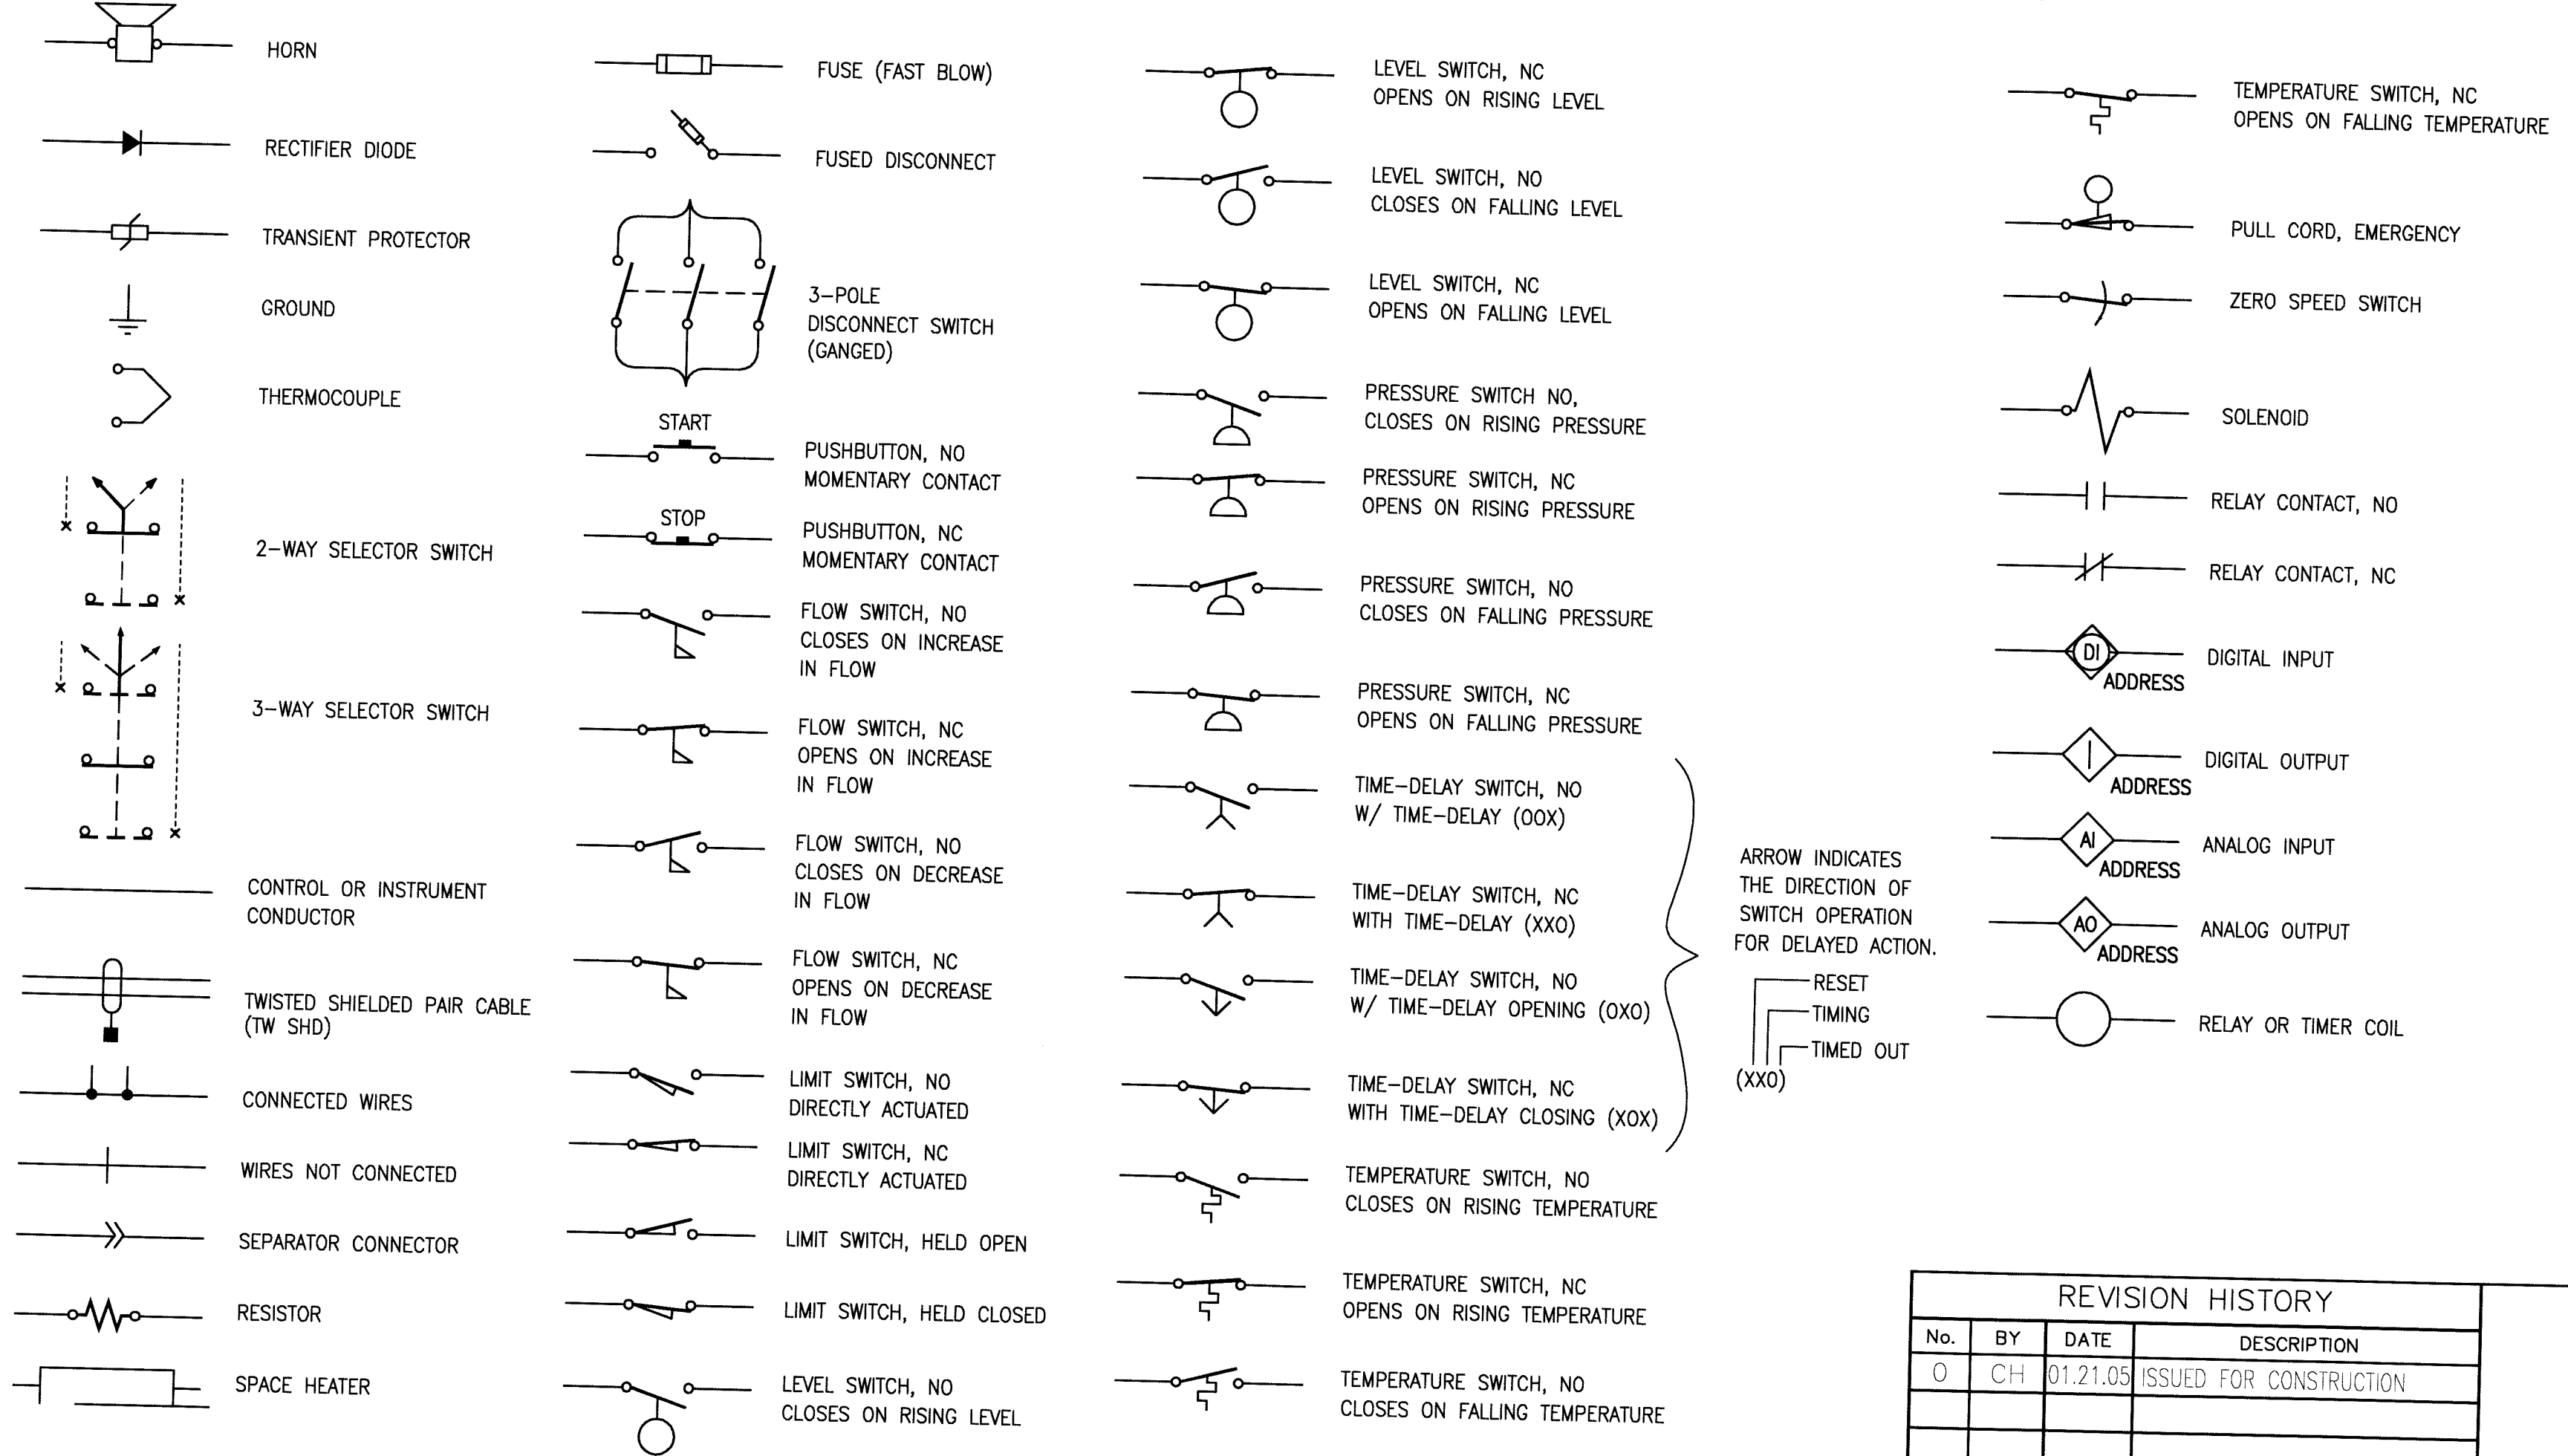 HORN
RECTIFIER DIODE
TRANSIENT PROTECTOR
GROUND
THERMOCOUPLE
x
x
2-WAY SELECTOR SWITCH
x
x
3-WAY SELECTOR SWITCH
CONTROL OR INSTRUMENT
CONDUCTOR
TWISTED SHIELDED PAIR CABLE
(TW SHD)
CONNECTED WIRES
WIRES NOT CONNECTED
SEPARATOR CONNECTOR
RESISTOR
SPACE HEATER
FUSE (FAST BLOW)
FUSED DISCONNECT
3-POLE
DISCONNECT SWITCH
(GANGED)
START
PUSHBUTTON, NO
MOMENTARY CONTACT
STOP
PUSHBUTTON, NC
MOMENTARY CONTACT
FLOW SWITCH, NO
CLOSES ON INCREASE
IN FLOW
FLOW SWITCH, NC
OPENS ON INCREASE
IN FLOW
FLOW SWITCH, NO
CLOSES ON DECREASE
IN FLOW
FLOW SWITCH, NC
OPENS ON DECREASE
IN FLOW
LIMIT SWITCH, NO
DIRECTLY ACTUATED
LIMIT SWITCH, NC
DIRECTLY ACTUATED
LIMIT SWITCH, HELD OPEN
LIMIT SWITCH, HELD CLOSED
LEVEL SWITCH, NO
CLOSES ON RISING LEVEL
LEVEL SWITCH, NC
OPENS ON RISING LEVEL
LEVEL SWITCH, NO
CLOSES ON FALLING LEVEL
LEVEL SWITCH, NC
OPENS ON FALLING LEVEL
PRESSURE SWITCH NO,
CLOSES ON RISING PRESSURE
PRESSURE SWITCH, NC
OPENS ON RISING PRESSURE
PRESSURE SWITCH, NO
CLOSES ON FALLING PRESSURE
PRESSURE SWITCH, NC
OPENS ON FALLING PRESSURE
TIME-DELAY SWITCH, NO
W/ TIME-DELAY (OOX)
TIME-DELAY SWITCH, NC
WITH TIME-DELAY (XXO)
TIME-DELAY SWITCH, NO
W/ TIME-DELAY OPENING (OXO)
TIME-DELAY SWITCH, NC
WITH TIME-DELAY CLOSING (XOX)
TEMPERATURE SWITCH, NO
CLOSES ON RISING TEMPERATURE
TEMPERATURE SWITCH, NC
OPENS ON RISING TEMPERATURE
TEMPERATURE SWITCH, NO
CLOSES ON FALLING TEMPERATURE
ARROW INDICATES
THE DIRECTION OF
SWITCH OPERATION
FOR DELAYED ACTION.
RESET
TIMING
TIMED OUT
(XXO)
TEMPERATURE SWITCH, NC
OPENS ON FALLING TEMPERATURE
PULL CORD, EMERGENCY
ZERO SPEED SWITCH
SOLENOID
RELAY CONTACT, NO
RELAY CONTACT, NC
DI
DIGITAL INPUT
ADDRESS
I
DIGITAL OUTPUT
ADDRESS
AI
ANALOG INPUT
ADDRESS
AO
ANALOG OUTPUT
ADDRESS
RELAY OR TIMER COIL
REVISION HISTORY
No. BY DATE DESCRIPTION
0 CH 01.21.05 ISSUED FOR CONSTRUCTION